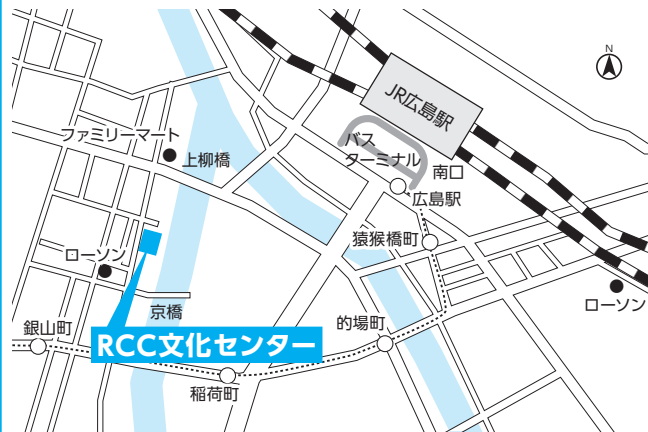 N
JR広島駅
ファミリーマート
上柳橋
バス
ターミナル
南口
広島駅
猿猴橋町
ローソン
ローソン
京橋
銀山町
RCC文化センター
的場町
稲荷町